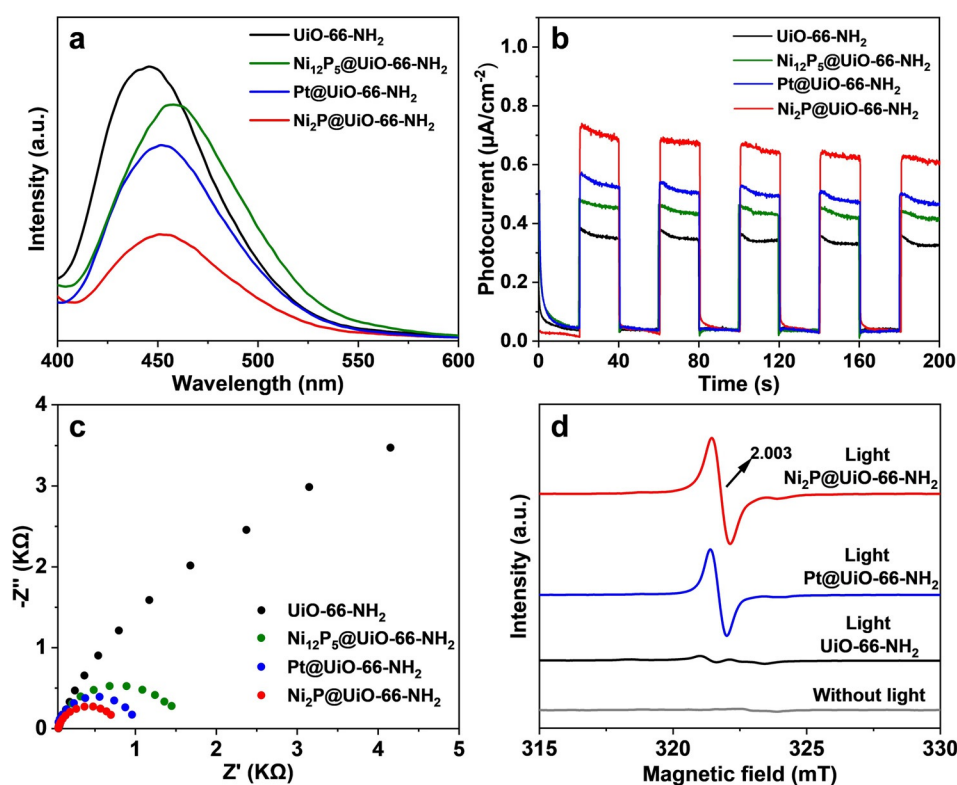 a
UiO-66-NH₂
Ni₁₂P₅@UiO-66-NH₂
Pt@UiO-66-NH₂
Ni₂P@UiO-66-NH₂
Intensity (a.u.)
400 450 500 550 600
Wavelength (nm)
b
UiO-66-NH₂
Ni₁₂P₅@UiO-66-NH₂
Pt@UiO-66-NH₂
Ni₂P@UiO-66-NH₂
Photocurrent (μA/cm⁻²)
1.0
0.8
0.6
0.4
0.2
0.0
0 40 80 120 160 200
Time (s)
c
-Z'' (KΩ)
4
3
2
1
0
UiO-66-NH₂
Ni₁₂P₅@UiO-66-NH₂
Pt@UiO-66-NH₂
Ni₂P@UiO-66-NH₂
0 1 2 3 4 5
Z' (KΩ)
d
Intensity (a.u.)
2.003
Light
Ni₂P@UiO-66-NH₂
Light
Pt@UiO-66-NH₂
Light
UiO-66-NH₂
Without light
315 320 325 330
Magnetic field (mT)